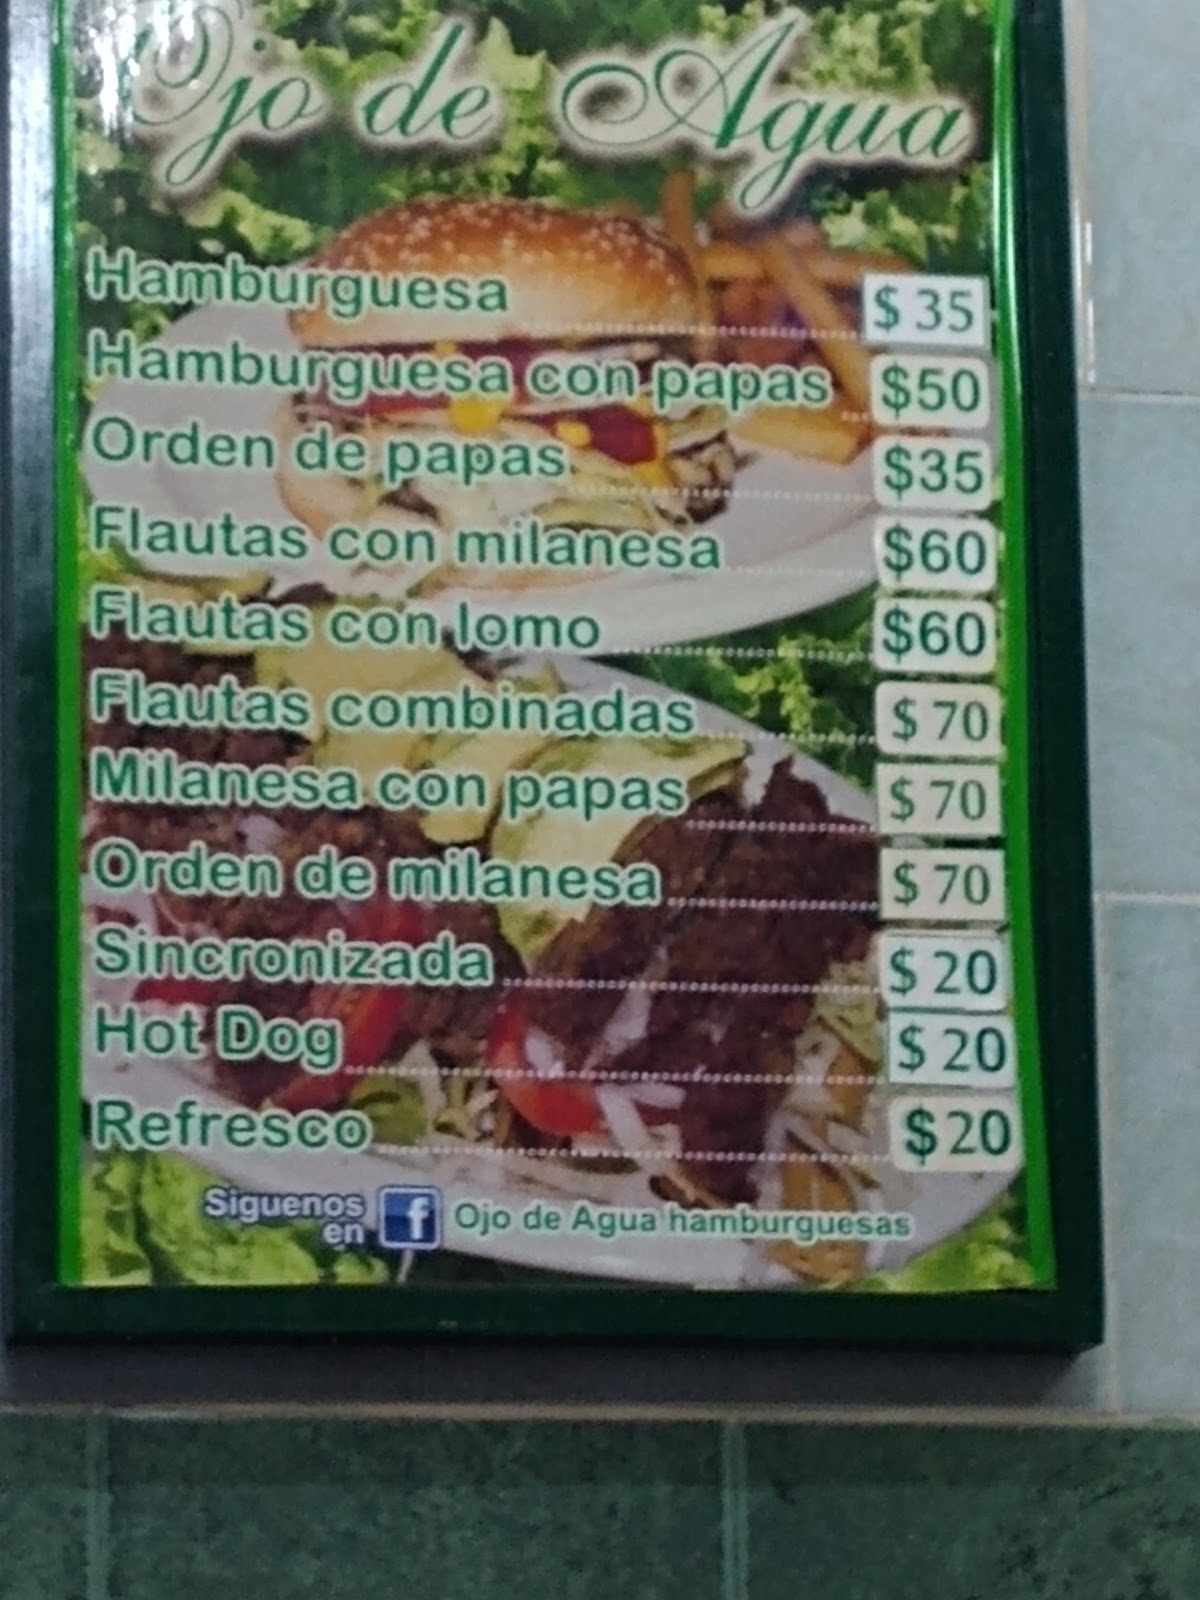 Ojo de Agua
Hamburguesa $35
Hamburguesa con papas $50
Orden de papas $35
Flautas con milanesa $60
Flautas con lomo $60
Flautas combinadas $70
Milanesa con papas $70
Orden de milanesa $70
Sincronizada $20
Hot Dog $20
Refresco $20
Siguenos
en f Ojo de Agua hamburguesas